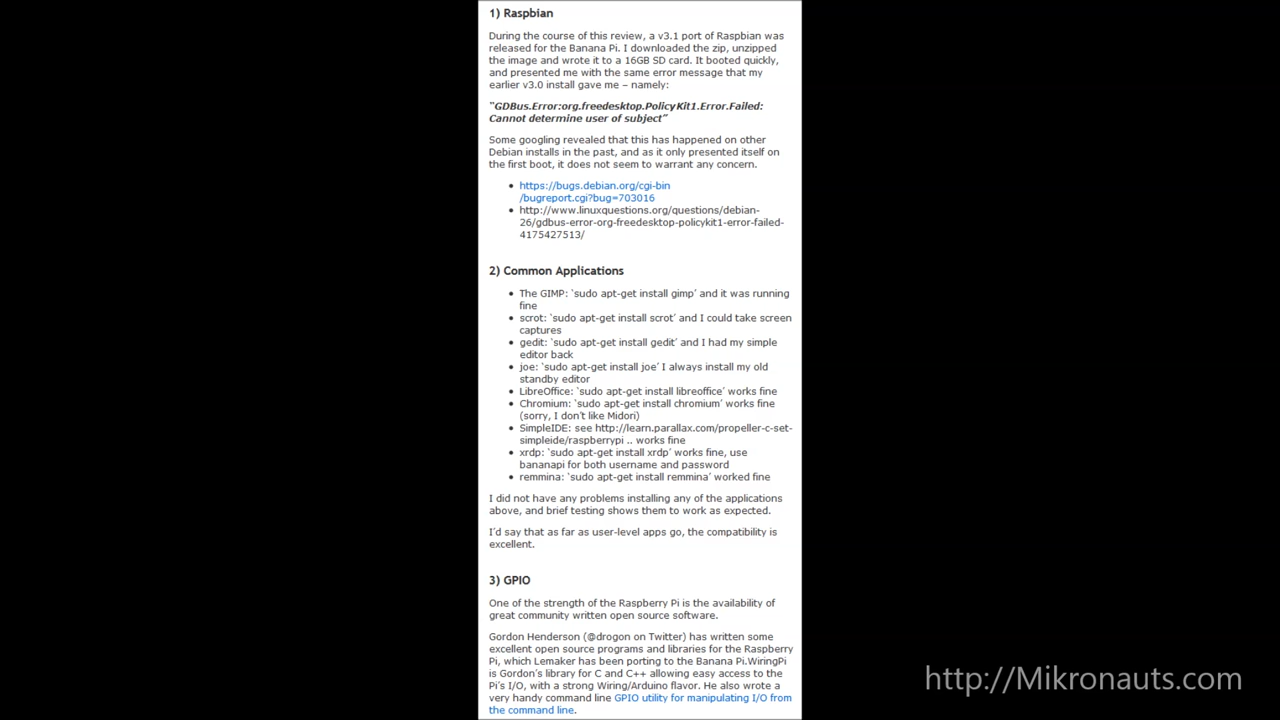 1) Raspbian
During the course of this review, a v3.1 port of Raspbian was
released for the Banana Pi. I downloaded the zip, unzipped
the image and wrote it to a 16GB SD card. It booted quickly,
and presented me with the same error message that my
earlier v3.0 install gave me – namely:
"GDBus.Error:org.freedesktop.PolicyKit1.Error.Failed:
Cannot determine user of subject"
Some googling revealed that this has happened on other
Debian installs in the past, and as it only presented itself on
the first boot, it does not seem to warrant any concern.
• https://bugs.debian.org/cgi-bin
/bugreport.cgi?bug=703016
• http://www.linuxquestions.org/questions/debian-
26/gdbus-error-org-freedesktop-policykit1-error-failed-
4175427513/
2) Common Applications
• The GIMP: 'sudo apt-get install gimp' and it was running
fine
• scrot: 'sudo apt-get install scrot' and I could take screen
captures
• gedit: 'sudo apt-get install gedit' and I had my simple
editor back
• joe: 'sudo apt-get install joe' I always install my old
standby editor
• LibreOffice: 'sudo apt-get install libreoffice' works fine
• Chromium: 'sudo apt-get install chromium' works fine
(sorry, I don't like Midori)
• SimpleIDE: see http://learn.parallax.com/propeller-c-set-
simpleide/raspberrypi .. works fine
• xrdp: 'sudo apt-get install xrdp' works fine, use
bananapi for both username and password
• remmina: 'sudo apt-get install remmina' worked fine
I did not have any problems installing any of the applications
above, and brief testing shows them to work as expected.
I'd say that as far as user-level apps go, the compatibility is
excellent.
3) GPIO
One of the strength of the Raspberry Pi is the availability of
great community written open source software.
Gordon Henderson (@drogon on Twitter) has written some
excellent open source programs and libraries for the Raspberry
Pi, which Lemaker has been porting to the Banana Pi.WiringPi
is Gordon's library for C and C++ allowing easy access to the
Pi's I/O, with a strong Wiring/Arduino flavor. He also wrote a
very handy command line GPIO utility for manipulating I/O from
the command line.
http://Mikronauts.com